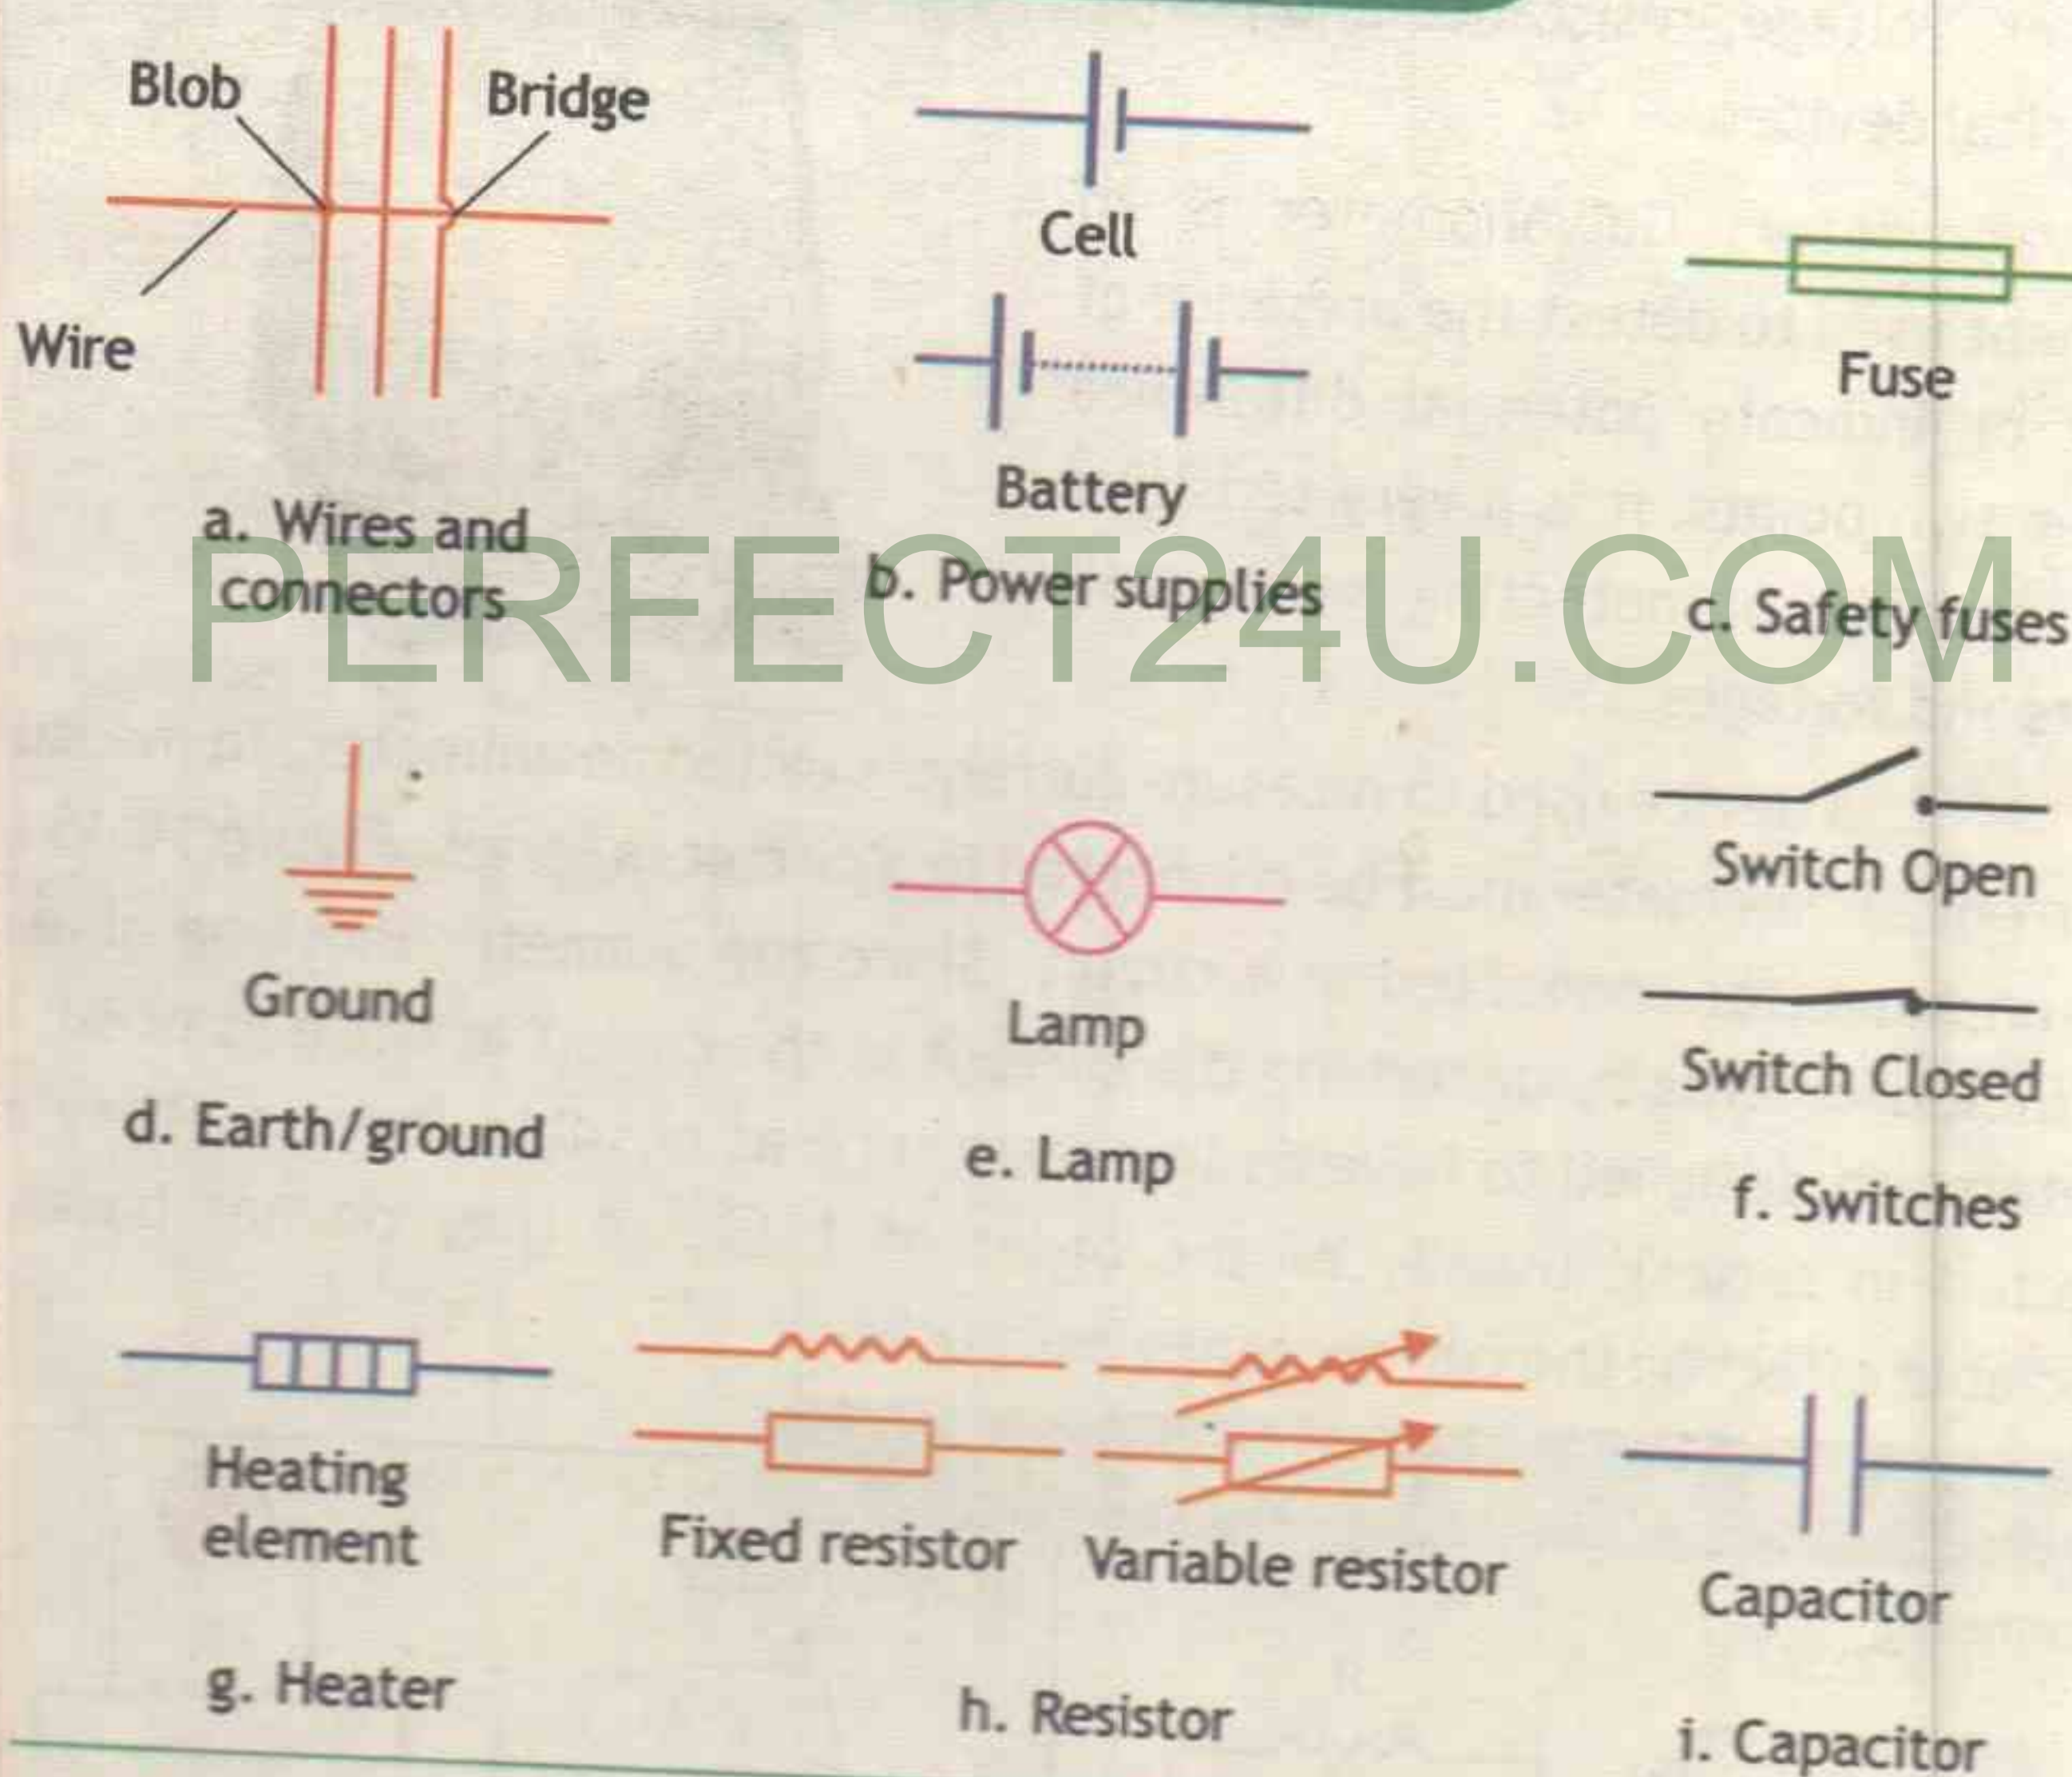 Blob
Bridge
Wire
a. Wires and
connectors
Cell
Battery
b. Power supplies
Fuse
c. Safety fuses
PERFECT24U.COM
Ground
d. Earth/ground
Lamp
e. Lamp
Switch Open
Switch Closed
f. Switches
Heating
element
g. Heater
Fixed resistor
Variable resistor
h. Resistor
Capacitor
i. Capacitor